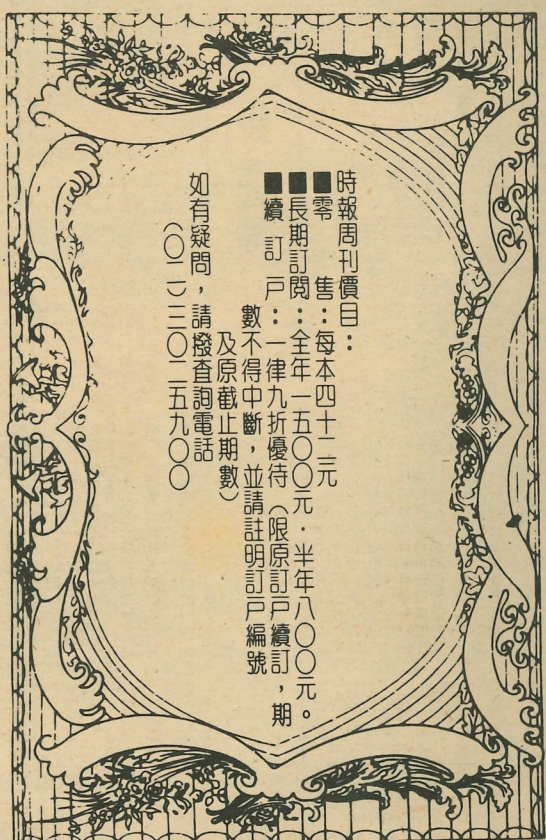 時報周刊價目：
■零　　售：每本四十二元
■長期訂閱：全年一五〇〇元．半年八〇〇元。
■續　訂　戶：一律九折優待（限原訂戶續訂，期
數不得中斷，並請註明訂戶編號
及原截止期數）
如有疑問，請撥查詢電話
（〇二）三〇二五九〇〇